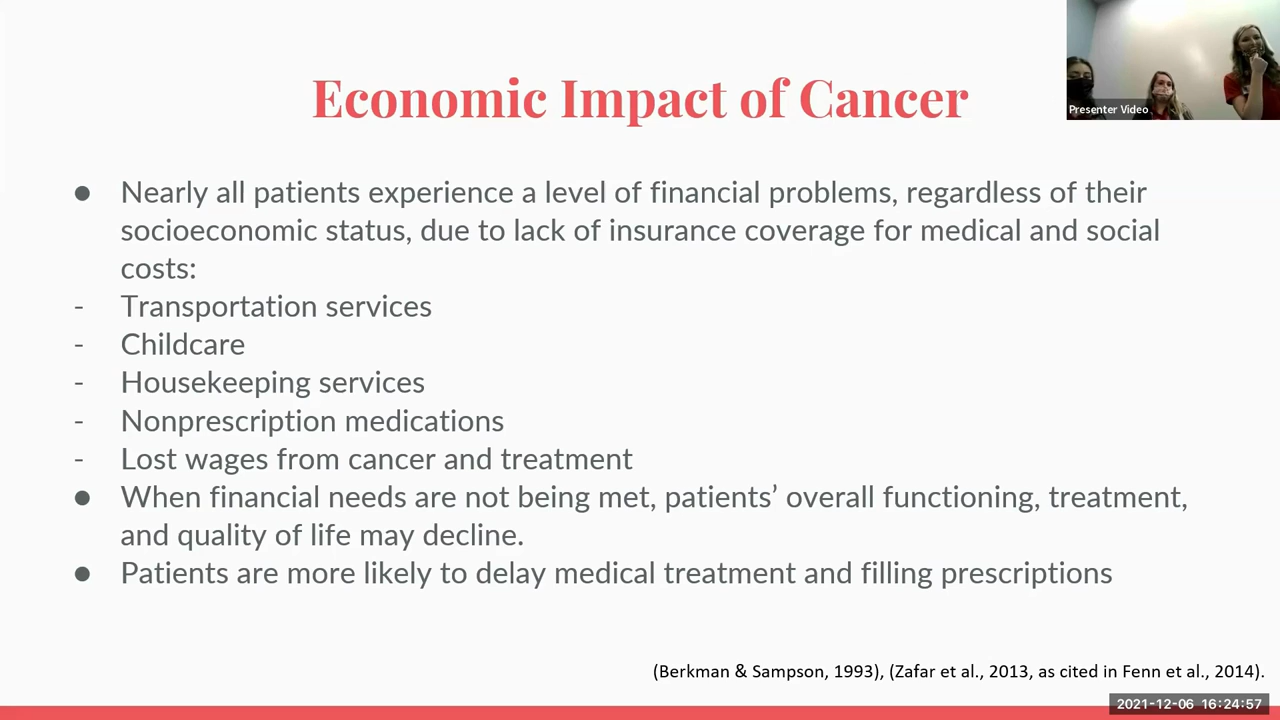 Economic Impact of Cancer
Presenter Video
● Nearly all patients experience a level of financial problems, regardless of their
socioeconomic status, due to lack of insurance coverage for medical and social
costs:
- Transportation services
- Childcare
- Housekeeping services
- Nonprescription medications
- Lost wages from cancer and treatment
● When financial needs are not being met, patients’ overall functioning, treatment,
and quality of life may decline.
● Patients are more likely to delay medical treatment and filling prescriptions
(Berkman & Sampson, 1993), (Zafar et al., 2013, as cited in Fenn et al., 2014).
2021-12-06 16:24:57